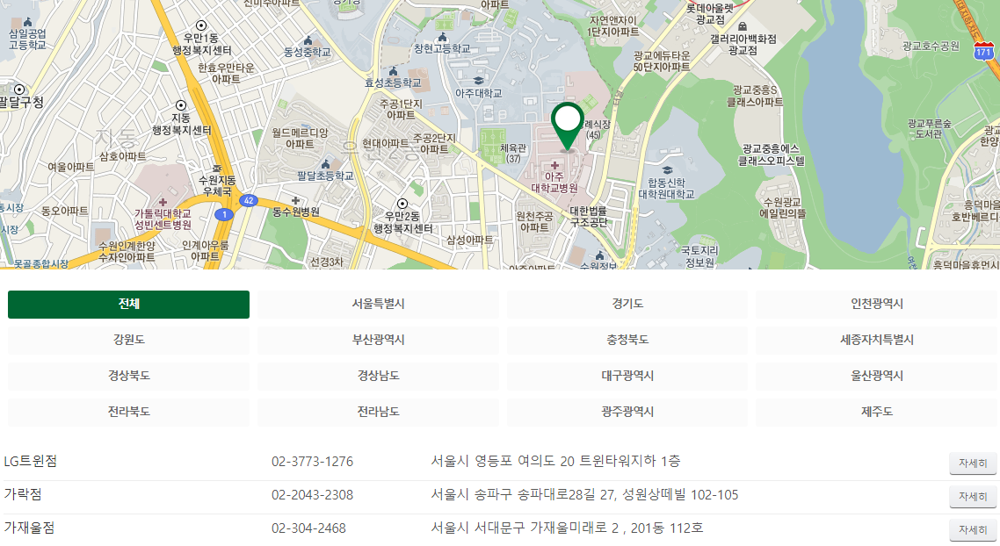 진미주아파트
경기장
아파트
롯데아울렛
광교점
삼일공업
고등학교
우만1동
행정복지센터
동성중학교
창현고등학교
자연앤자이
1단지아파트
갤러리아백화점
광교점
광교호수공원
171
한효우만타운
아파트
효성초등학교
아주대학교
광교에듀타운
50단지아파트
팔달구청
지동
행정복지센터
주공1단지
아파트
광교중흥S
클래스아파트
지동
월드메르디앙
아파트
현대아파트
주공2단지
아파트
체육관
(37)
장례식장
(45)
광교푸른숲
도서관
여울아파트
삼호아파트
팔달초등학교
아주
대학교병원
광교중흥에스
클래스오피스텔
수원지동
우체국
합동신학
대학원대학교
동오아파트
가톨릭대학교
성빈센트병원
1
42
동수원병원
우만2동
행정복지센터
원천주공
아파트
대한법률
구조공단
수원광교
에일린의뜰
흥덕마을
호반베르디움
수원인계한양
수자인아파트
인계아우름
아파트
삼성아파트
국토지리
정보원
못골종합시장
선경3차
아주아파트
수원정보
흥덕마을휴먼시아
전체
서울특별시
경기도
인천광역시
강원도
부산광역시
충청북도
세종자치특별시
경상북도
경상남도
대구광역시
울산광역시
전라북도
전라남도
광주광역시
제주도
LG트윈점 02-3773-1276 서울시 영등포 여의도 20 트윈타워지하 1층 자세히
가락점 02-2043-2308 서울시 송파구 송파대로28길 27, 성원상떼빌 102-105 자세히
가재울점 02-304-2468 서울시 서대문구 가재울미래로 2 , 201동 112호 자세히